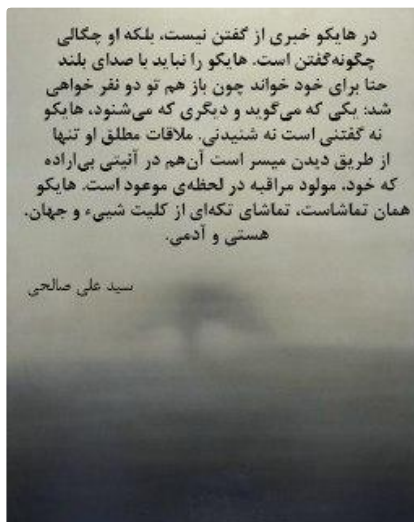 در هایکو خبری از گفتن نیست، بلکه او چگالی
چگونه‌گفتن است. هایکو را نباید با صدای بلند
حتا برای خود خواند چون باز هم تو دو نفر خواهی
شد: یکی که می‌گوید و دیگری که می‌شنود، هایکو
نه گفتنی است نه شنیدنی. ملاقات مطلق او تنها
از طریق دیدن میسر است آن‌هم در آنیتی بی‌اراده
که خود، مولود مراقبه در لحظه‌ی موعود است. هایکو
همان تماشاست، تماشای تکه‌ای از کلیت شییء و جهان.
هستی و آدمی.
سید علی صالحی